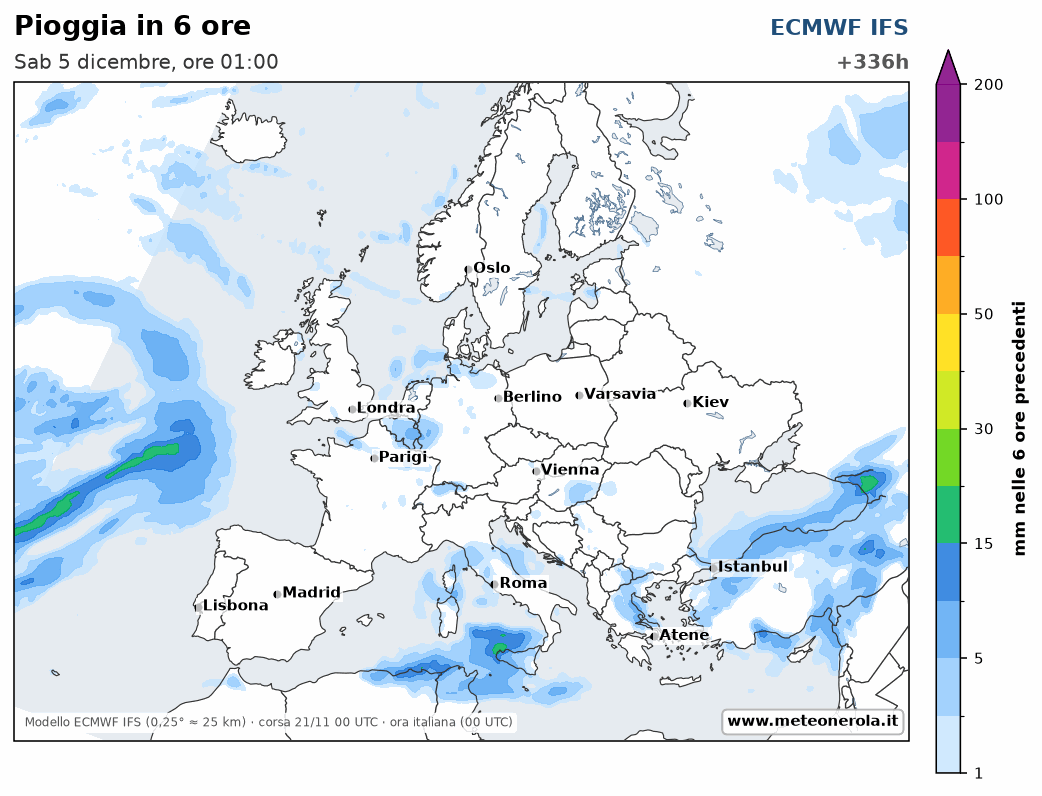 Pioggia in 6 ore
ECMWF IFS
Sab 5 dicembre, ore 01:00
+336h
200
100
50
30
15
5
1
mm nelle 6 ore precedenti
Oslo
Berlino
Varsavia
Kiev
Londra
Parigi
Vienna
Istanbul
Roma
Madrid
Lisbona
Atene
Modello ECMWF IFS (0,25° ≈ 25 km) · corsa 21/11 00 UTC · ora italiana (00 UTC)
www.meteonerola.it